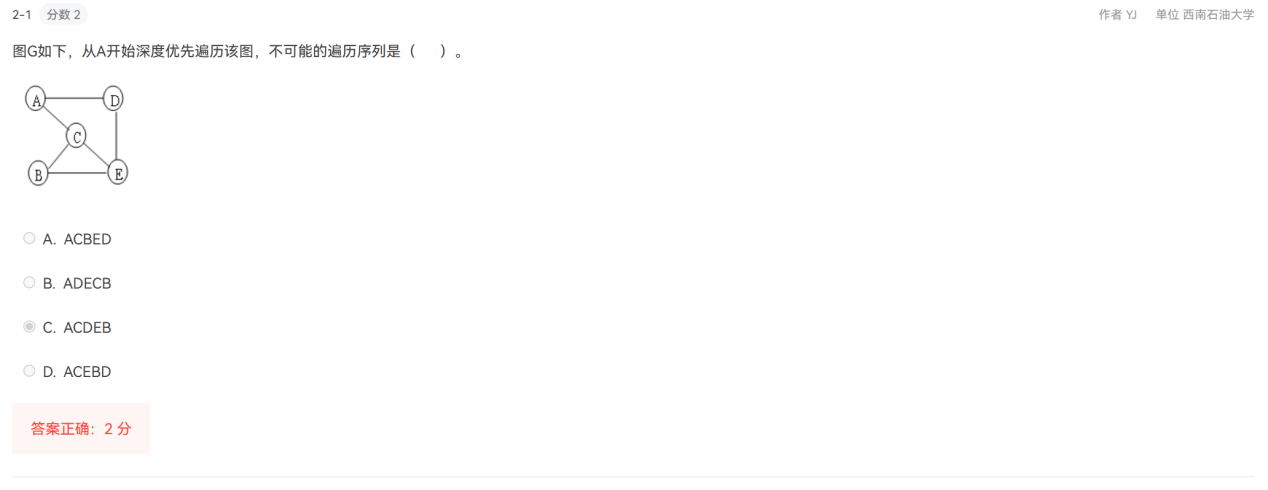 2-1 分数 2 作者 YJ 单位 西南石油大学
图G如下，从A开始深度优先遍历该图，不可能的遍历序列是（ ）。
A D
C
B E
A. ACBED
B. ADECB
C. ACDEB
D. ACEBD
答案正确：2 分